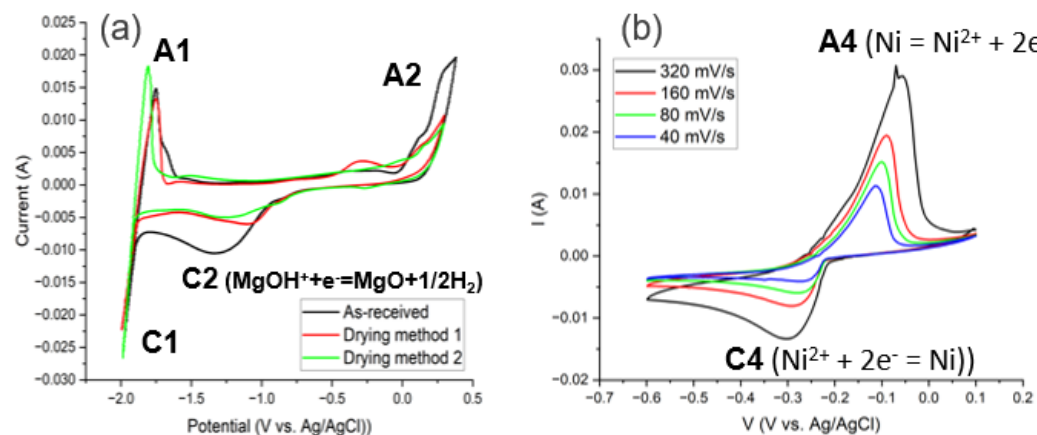 (a)
A1
A2
C2 (MgOH⁺+e⁻=MgO+1/2H₂)
C1
As-received
Drying method 1
Drying method 2
Current (A)
0.025
0.020
0.015
0.010
0.005
0.000
−0.005
−0.010
−0.015
−0.020
−0.025
−0.030
−2.0
−1.5
−1.0
−0.5
0.0
0.5
Potential (V vs. Ag/AgCl))
(b)
A4 (Ni = Ni²⁺ + 2e
320 mV/s
160 mV/s
80 mV/s
40 mV/s
C4 (Ni²⁺ + 2e⁻ = Ni))
I (A)
0.03
0.02
0.01
0.00
−0.01
−0.02
−0.7
−0.6
−0.5
−0.4
−0.3
−0.2
−0.1
0.0
0.1
0.2
V (V vs. Ag/AgCl)